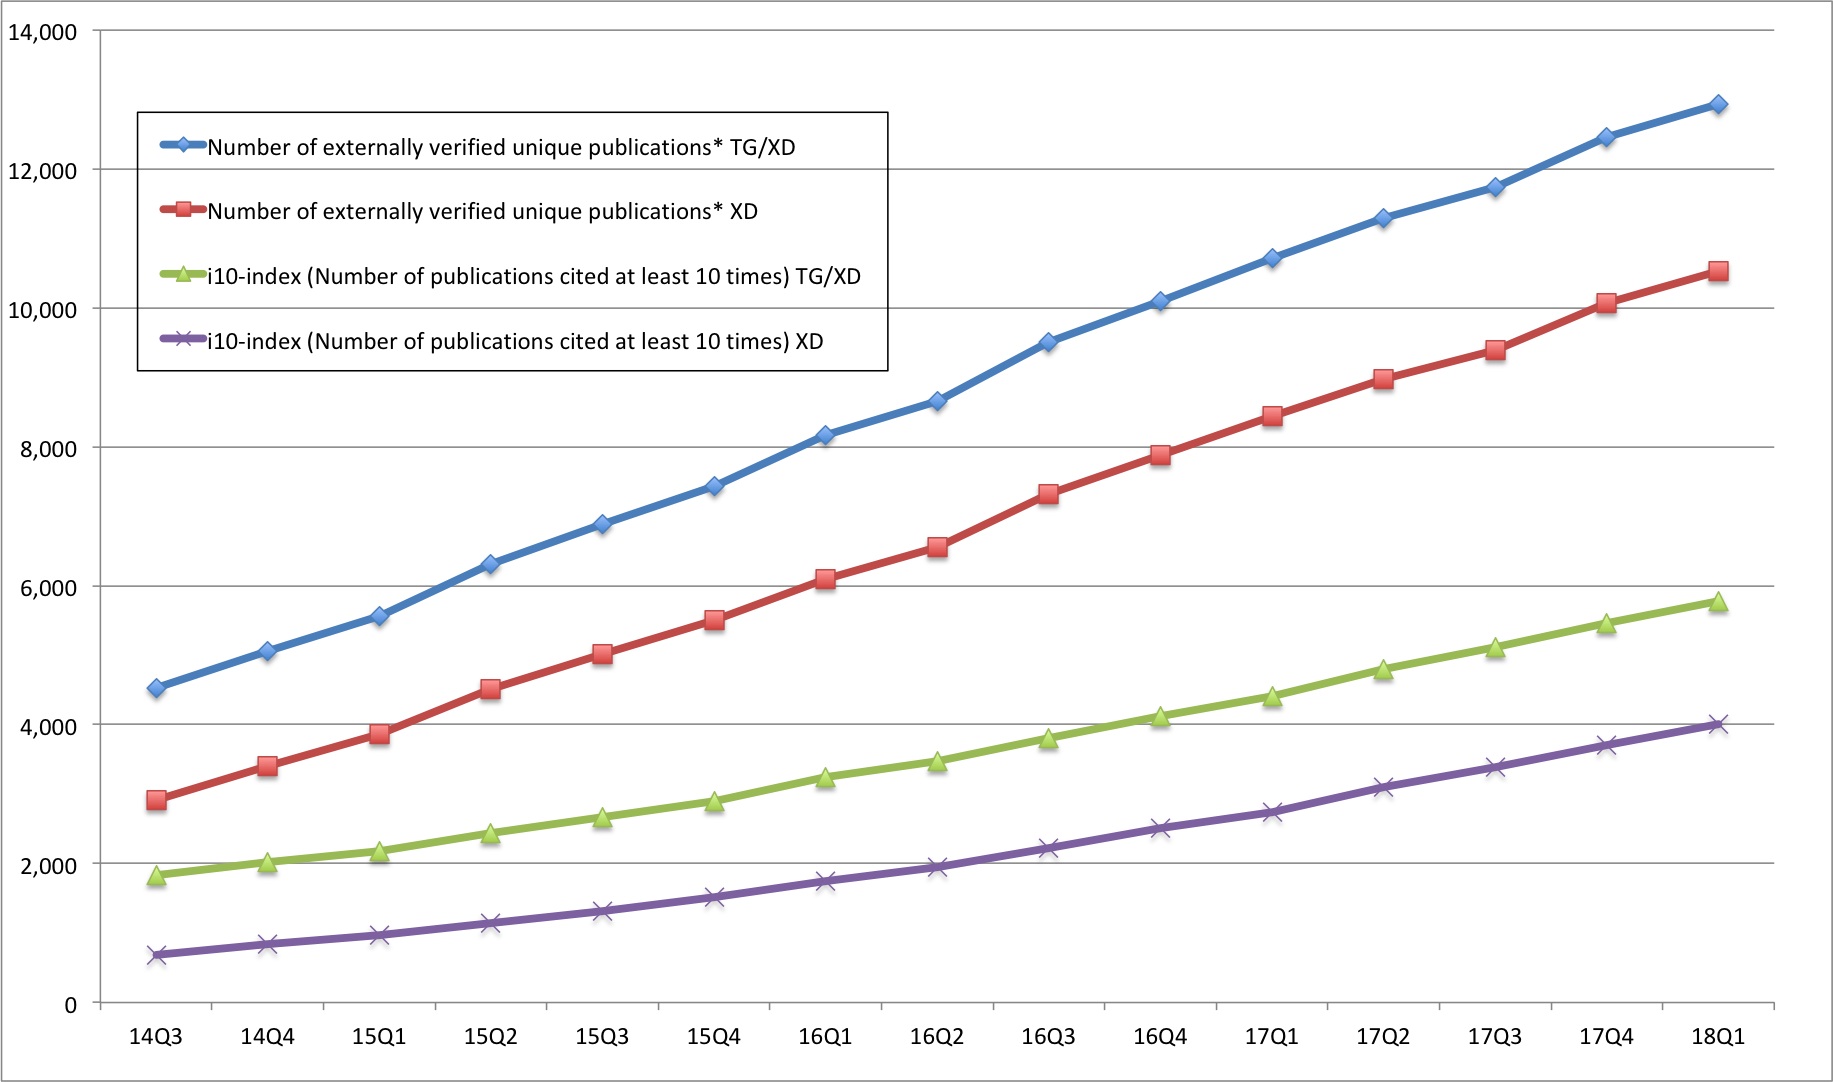 14,000
12,000
10,000
8,000
6,000
4,000
2,000
0
Number of externally verified unique publications* TG/XD
Number of externally verified unique publications* XD
i10-index (Number of publications cited at least 10 times) TG/XD
i10-index (Number of publications cited at least 10 times) XD
14Q3 14Q4 15Q1 15Q2 15Q3 15Q4 16Q1 16Q2 16Q3 16Q4 17Q1 17Q2 17Q3 17Q4 18Q1